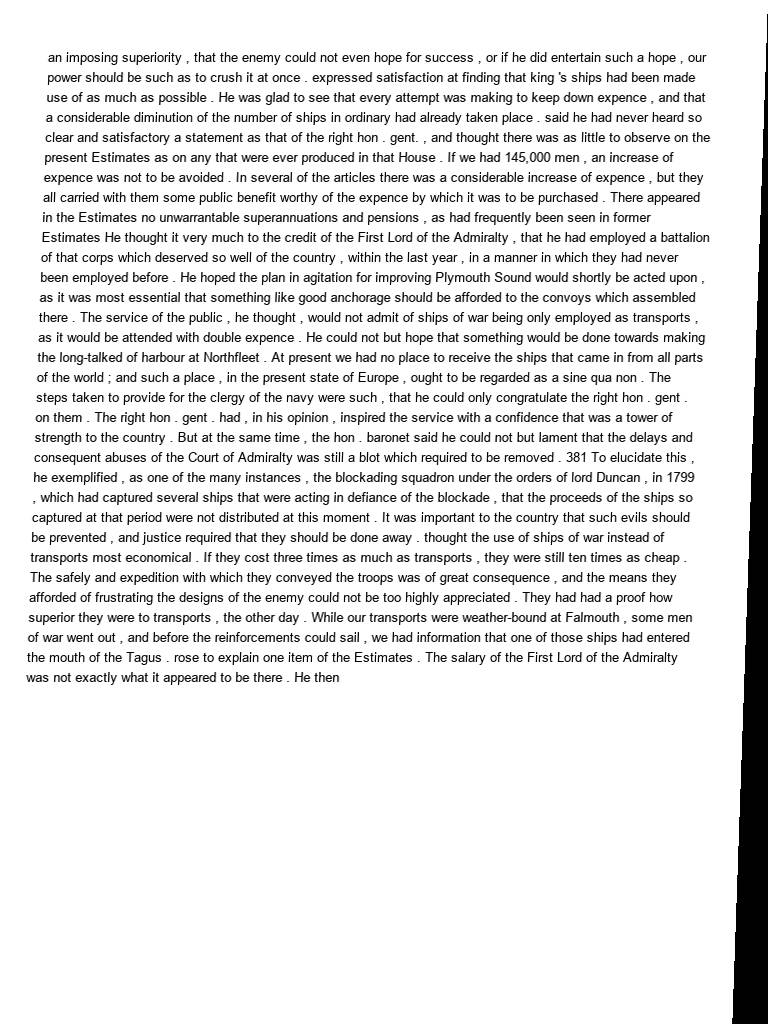 an imposing superiority , that the enemy could not even hope for success , or if he did entertain such a hope , our
power should be such as to crush it at once . expressed satisfaction at finding that king 's ships had been made
use of as much as possible . He was glad to see that every attempt was making to keep down expence , and that
a considerable diminution of the number of ships in ordinary had already taken place . said he had never heard so
clear and satisfactory a statement as that of the right hon . gent. , and thought there was as little to observe on the
present Estimates as on any that were ever produced in that House . If we had 145,000 men , an increase of
expence was not to be avoided . In several of the articles there was a considerable increase of expence , but they
all carried with them some public benefit worthy of the expence by which it was to be purchased . There appeared
in the Estimates no unwarrantable superannuations and pensions , as had frequently been seen in former
Estimates He thought it very much to the credit of the First Lord of the Admiralty , that he had employed a battalion
of that corps which deserved so well of the country , within the last year , in a manner in which they had never
been employed before . He hoped the plan in agitation for improving Plymouth Sound would shortly be acted upon ,
as it was most essential that something like good anchorage should be afforded to the convoys which assembled
there . The service of the public , he thought , would not admit of ships of war being only employed as transports ,
as it would be attended with double expence . He could not but hope that something would be done towards making
the long-talked of harbour at Northfleet . At present we had no place to receive the ships that came in from all parts
of the world ; and such a place , in the present state of Europe , ought to be regarded as a sine qua non . The
steps taken to provide for the clergy of the navy were such , that he could only congratulate the right hon . gent .
on them . The right hon . gent . had , in his opinion , inspired the service with a confidence that was a tower of
strength to the country . But at the same time , the hon . baronet said he could not but lament that the delays and
consequent abuses of the Court of Admiralty was still a blot which required to be removed . 381 To elucidate this ,
he exemplified , as one of the many instances , the blockading squadron under the orders of lord Duncan , in 1799
, which had captured several ships that were acting in defiance of the blockade , that the proceeds of the ships so
captured at that period were not distributed at this moment . It was important to the country that such evils should
be prevented , and justice required that they should be done away . thought the use of ships of war instead of
transports most economical . If they cost three times as much as transports , they were still ten times as cheap .
The safely and expedition with which they conveyed the troops was of great consequence , and the means they
afforded of frustrating the designs of the enemy could not be too highly appreciated . They had had a proof how
superior they were to transports , the other day . While our transports were weather-bound at Falmouth , some men
of war went out , and before the reinforcements could sail , we had information that one of those ships had entered
the mouth of the Tagus . rose to explain one item of the Estimates . The salary of the First Lord of the Admiralty
was not exactly what it appeared to be there . He then